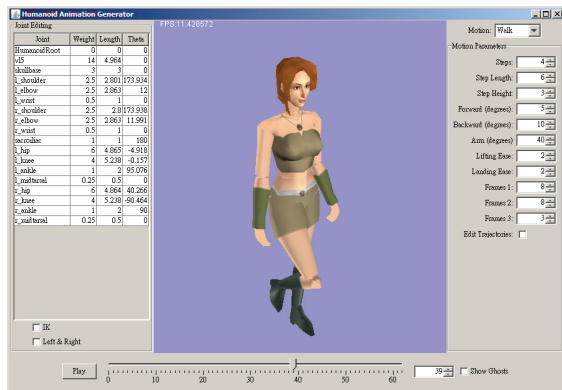 Humanoid Animation Generator
Joint Editing
Joint Weight Length Theta
HumanoidRoot 0 0 0
vl5 14 4.964 0
skullbase 3 3 0
l_shoulder 2.5 2.801 173.934
l_elbow 2.5 2.863 12
l_wrist 0.5 1 0
r_shoulder 2.5 2.8 173.938
r_elbow 2.5 2.863 11.991
r_wrist 0.5 1 0
sacroiliac 1 1 180
l_hip 6 4.865 -4.918
l_knee 4 5.238 -0.157
l_ankle 1 2 95.076
l_midtarsal 0.25 0.5 0
r_hip 6 4.864 40.266
r_knee 4 5.238 -90.464
r_ankle 1 2 90
r_midtarsal 0.25 0.5 0
IK
Left & Right
FPS:11.428572
Motion: Walk
Motion Parameters
Steps: 4
Step Length: 6
Step Height: 3
Forward (degrees): 5
Backward (degrees): 10
Arm (degrees) 40
Lifting Ease: 2
Landing Ease: 2
Frames 1: 8
Frames 2: 8
Frames 3: 3
Edit Trajectories:
Play
0 10 20 30 40 50 60
39
Show Ghosts